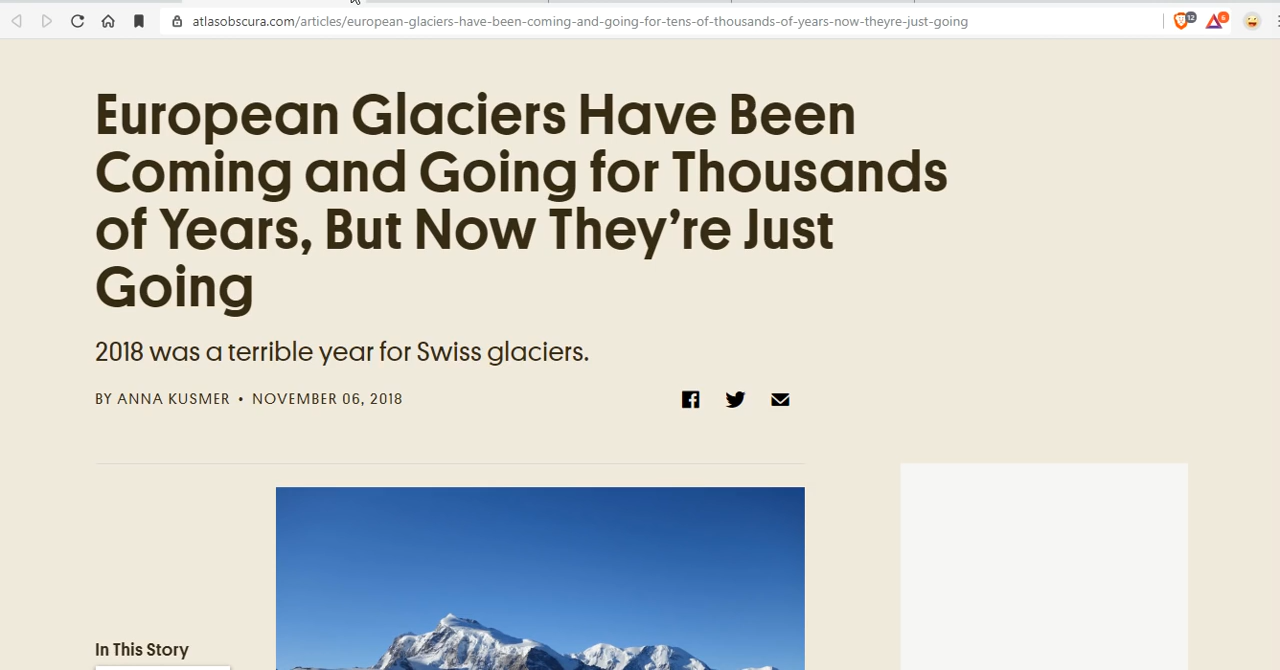 atlasobscura.com/articles/european-glaciers-have-been-coming-and-going-for-tens-of-thousands-of-years-now-theyre-just-going
12
6
European Glaciers Have Been
Coming and Going for Thousands
of Years, But Now They’re Just
Going
2018 was a terrible year for Swiss glaciers.
BY ANNA KUSMER • NOVEMBER 06, 2018
In This Story